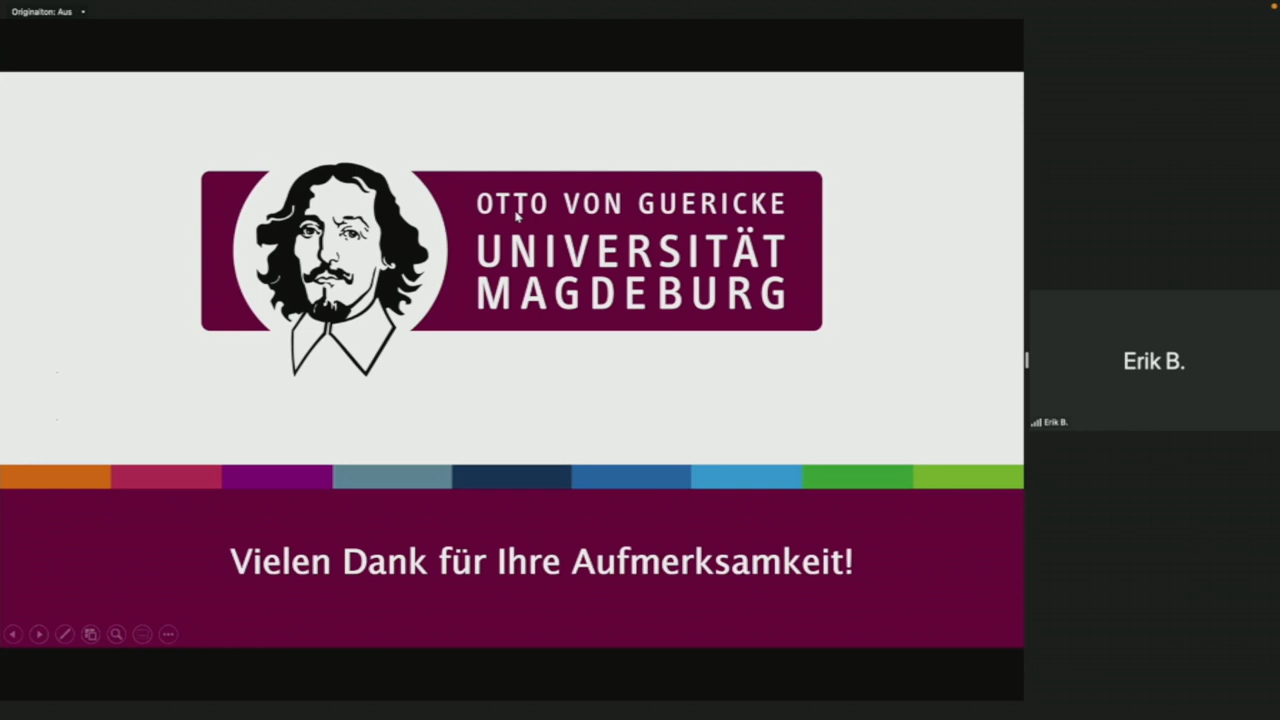 Originalton: Aus
OTTO VON GUERICKE
UNIVERSITÄT
MAGDEBURG
Erik B.
Erik B.
Vielen Dank für Ihre Aufmerksamkeit!